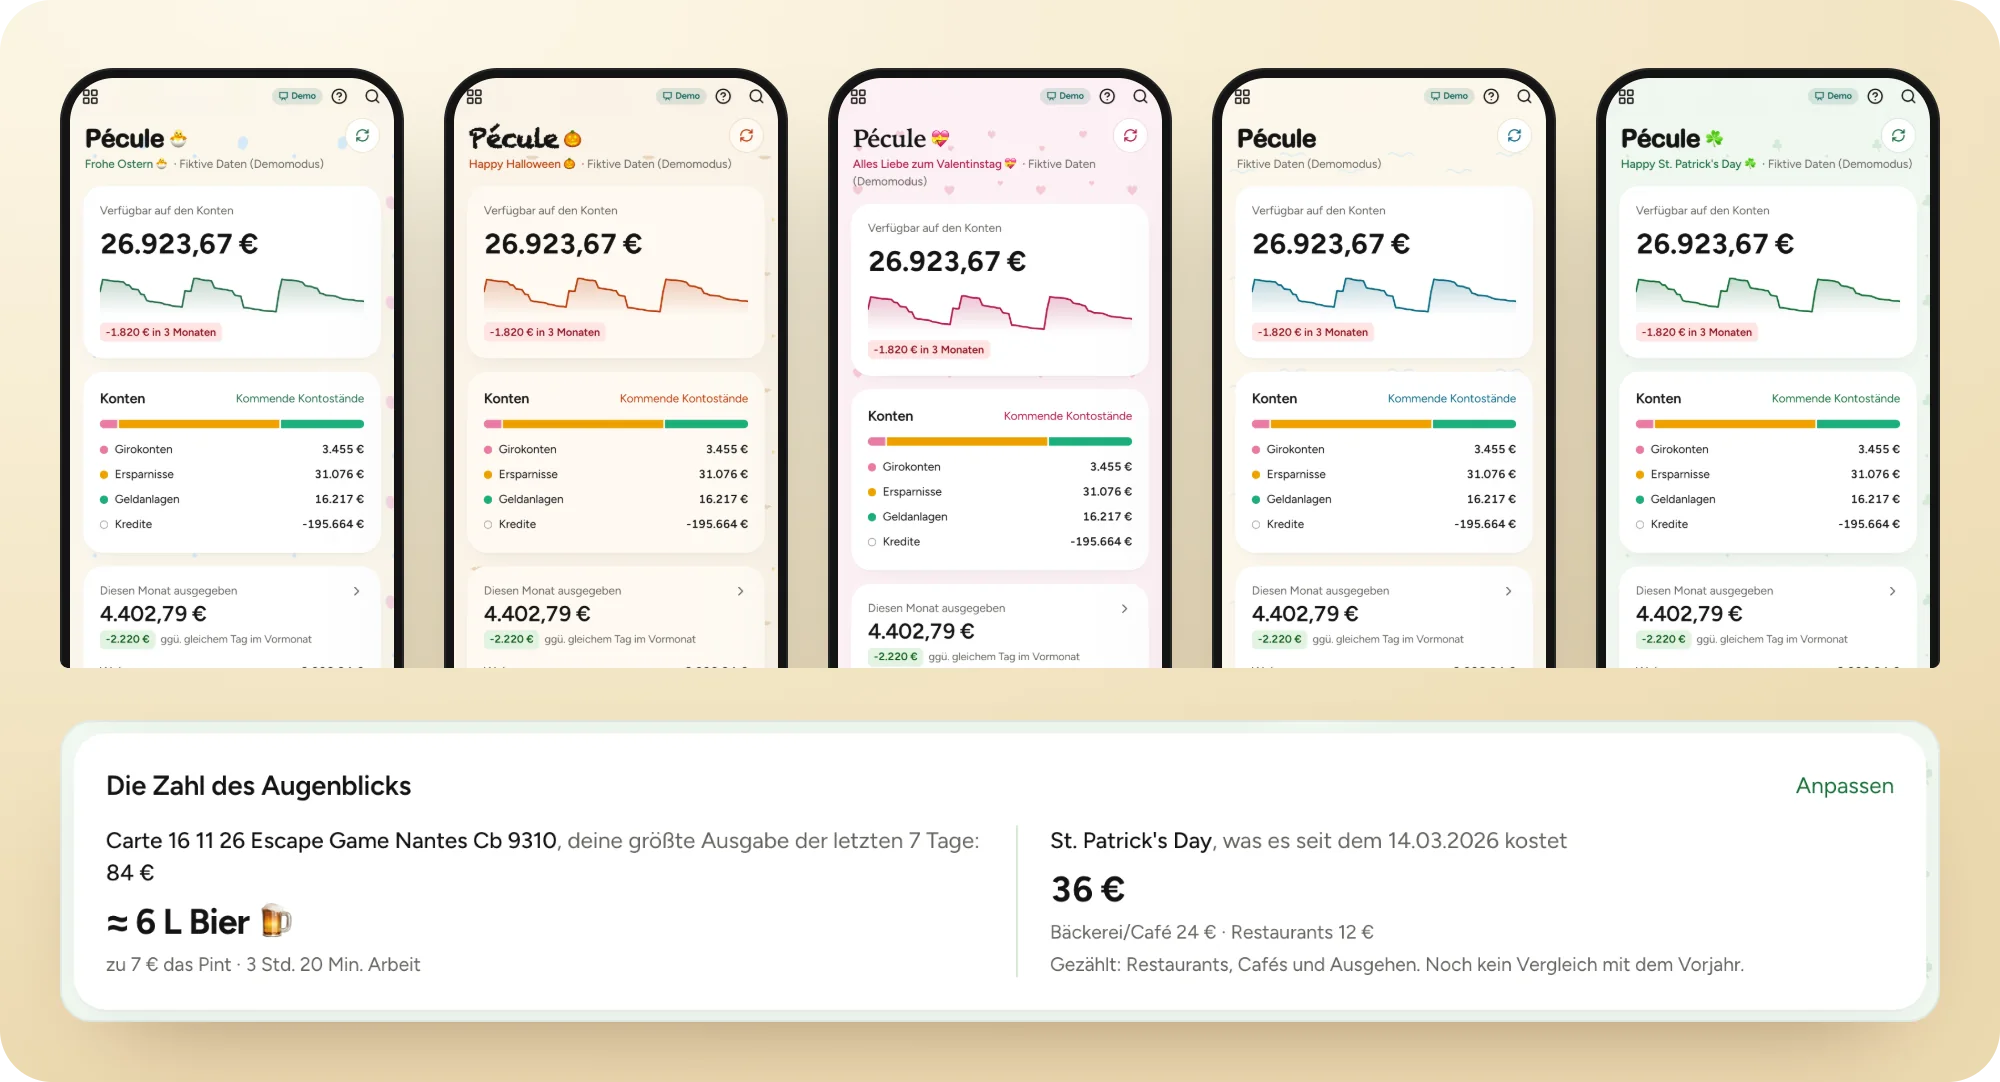 Demo
Pécule
Frohe Ostern · Fiktive Daten (Demomodus)
Verfügbar auf den Konten
26.923,67 €
-1.820 € in 3 Monaten
Konten Kommende Kontostände
Girokonten 3.455 €
Ersparnisse 31.076 €
Geldanlagen 16.217 €
Kredite -195.664 €
Diesen Monat ausgegeben
4.402,79 €
-2.220 € ggü. gleichem Tag im Vormonat
Demo
Pécule
Happy Halloween · Fiktive Daten (Demomodus)
Verfügbar auf den Konten
26.923,67 €
-1.820 € in 3 Monaten
Konten Kommende Kontostände
Girokonten 3.455 €
Ersparnisse 31.076 €
Geldanlagen 16.217 €
Kredite -195.664 €
Diesen Monat ausgegeben
4.402,79 €
-2.220 € ggü. gleichem Tag im Vormonat
Demo
Pécule
Alles Liebe zum Valentinstag · Fiktive Daten
(Demomodus)
Verfügbar auf den Konten
26.923,67 €
-1.820 € in 3 Monaten
Konten Kommende Kontostände
Girokonten 3.455 €
Ersparnisse 31.076 €
Geldanlagen 16.217 €
Kredite -195.664 €
Diesen Monat ausgegeben
4.402,79 €
-2.220 € ggü. gleichem Tag im Vormonat
Demo
Pécule
Fiktive Daten (Demomodus)
Verfügbar auf den Konten
26.923,67 €
-1.820 € in 3 Monaten
Konten Kommende Kontostände
Girokonten 3.455 €
Ersparnisse 31.076 €
Geldanlagen 16.217 €
Kredite -195.664 €
Diesen Monat ausgegeben
4.402,79 €
-2.220 € ggü. gleichem Tag im Vormonat
Demo
Pécule
Happy St. Patrick's Day · Fiktive Daten (Demomodus)
Verfügbar auf den Konten
26.923,67 €
-1.820 € in 3 Monaten
Konten Kommende Kontostände
Girokonten 3.455 €
Ersparnisse 31.076 €
Geldanlagen 16.217 €
Kredite -195.664 €
Diesen Monat ausgegeben
4.402,79 €
-2.220 € ggü. gleichem Tag im Vormonat
Die Zahl des Augenblicks Anpassen
Carte 16 11 26 Escape Game Nantes Cb 9310, deine größte Ausgabe der letzten 7 Tage:
84 €
≈ 6 L Bier
zu 7 € das Pint · 3 Std. 20 Min. Arbeit
St. Patrick's Day, was es seit dem 14.03.2026 kostet
36 €
Bäckerei/Café 24 € · Restaurants 12 €
Gezählt: Restaurants, Cafés und Ausgehen. Noch kein Vergleich mit dem Vorjahr.